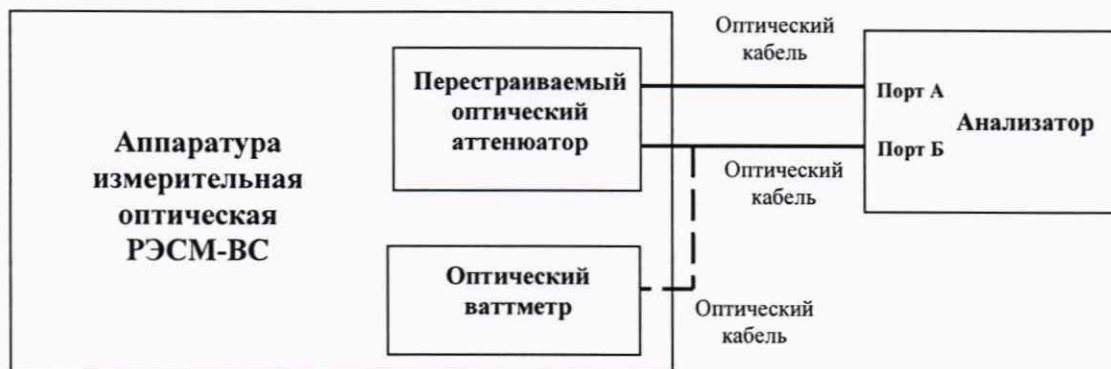 Аппаратура
измерительная
оптическая
РЭСМ-ВС
Перестраиваемый
оптический
аттенюатор
Оптический
ваттметр
Оптический
кабель
Оптический
кабель
Оптический
кабель
Порт А
Порт Б
Анализатор